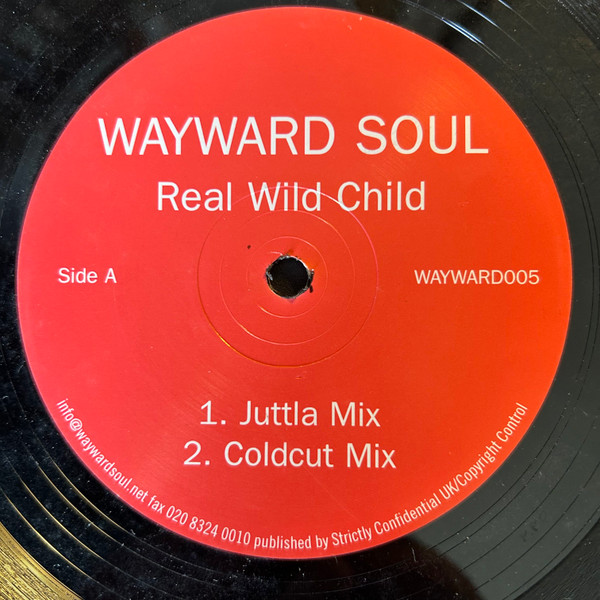 WAYWARD SOUL
Real Wild Child
Side A
WAYWARD005
1. Juttla Mix
2. Coldcut Mix
info@waywardsoul.net fax 020 8324 0010 published by Strictly Confidential UK/Copyright Control